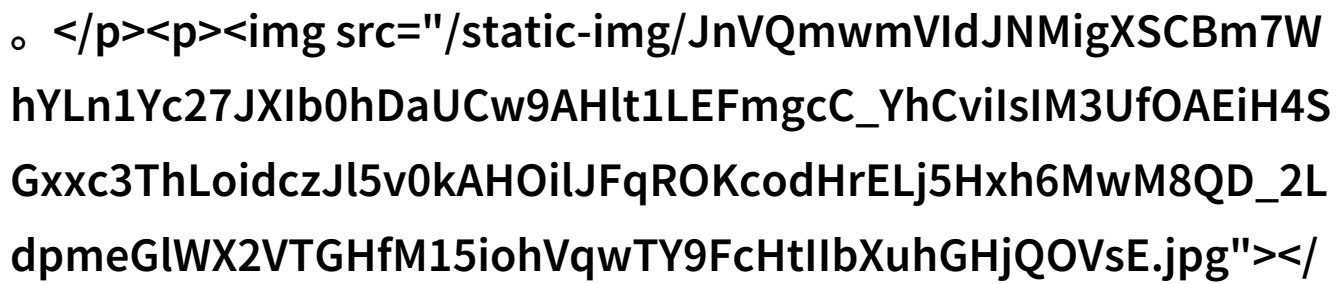 。</p><p><img src="/static-img/JnVQmwmVIdJNMigXSCBm7W
hYLn1Yc27JXIb0hDaUCw9AHlt1LEFmgcC_YhCviIsIM3UfOAEiH4S
Gxxc3ThLoidczJl5v0kAHOilJFqROKcodHrELj5Hxh6MwM8QD_2L
dpmeGlWX2VTGHfM15iohVqwTY9FcHtIIbXuhGHjQOVsE.jpg"></